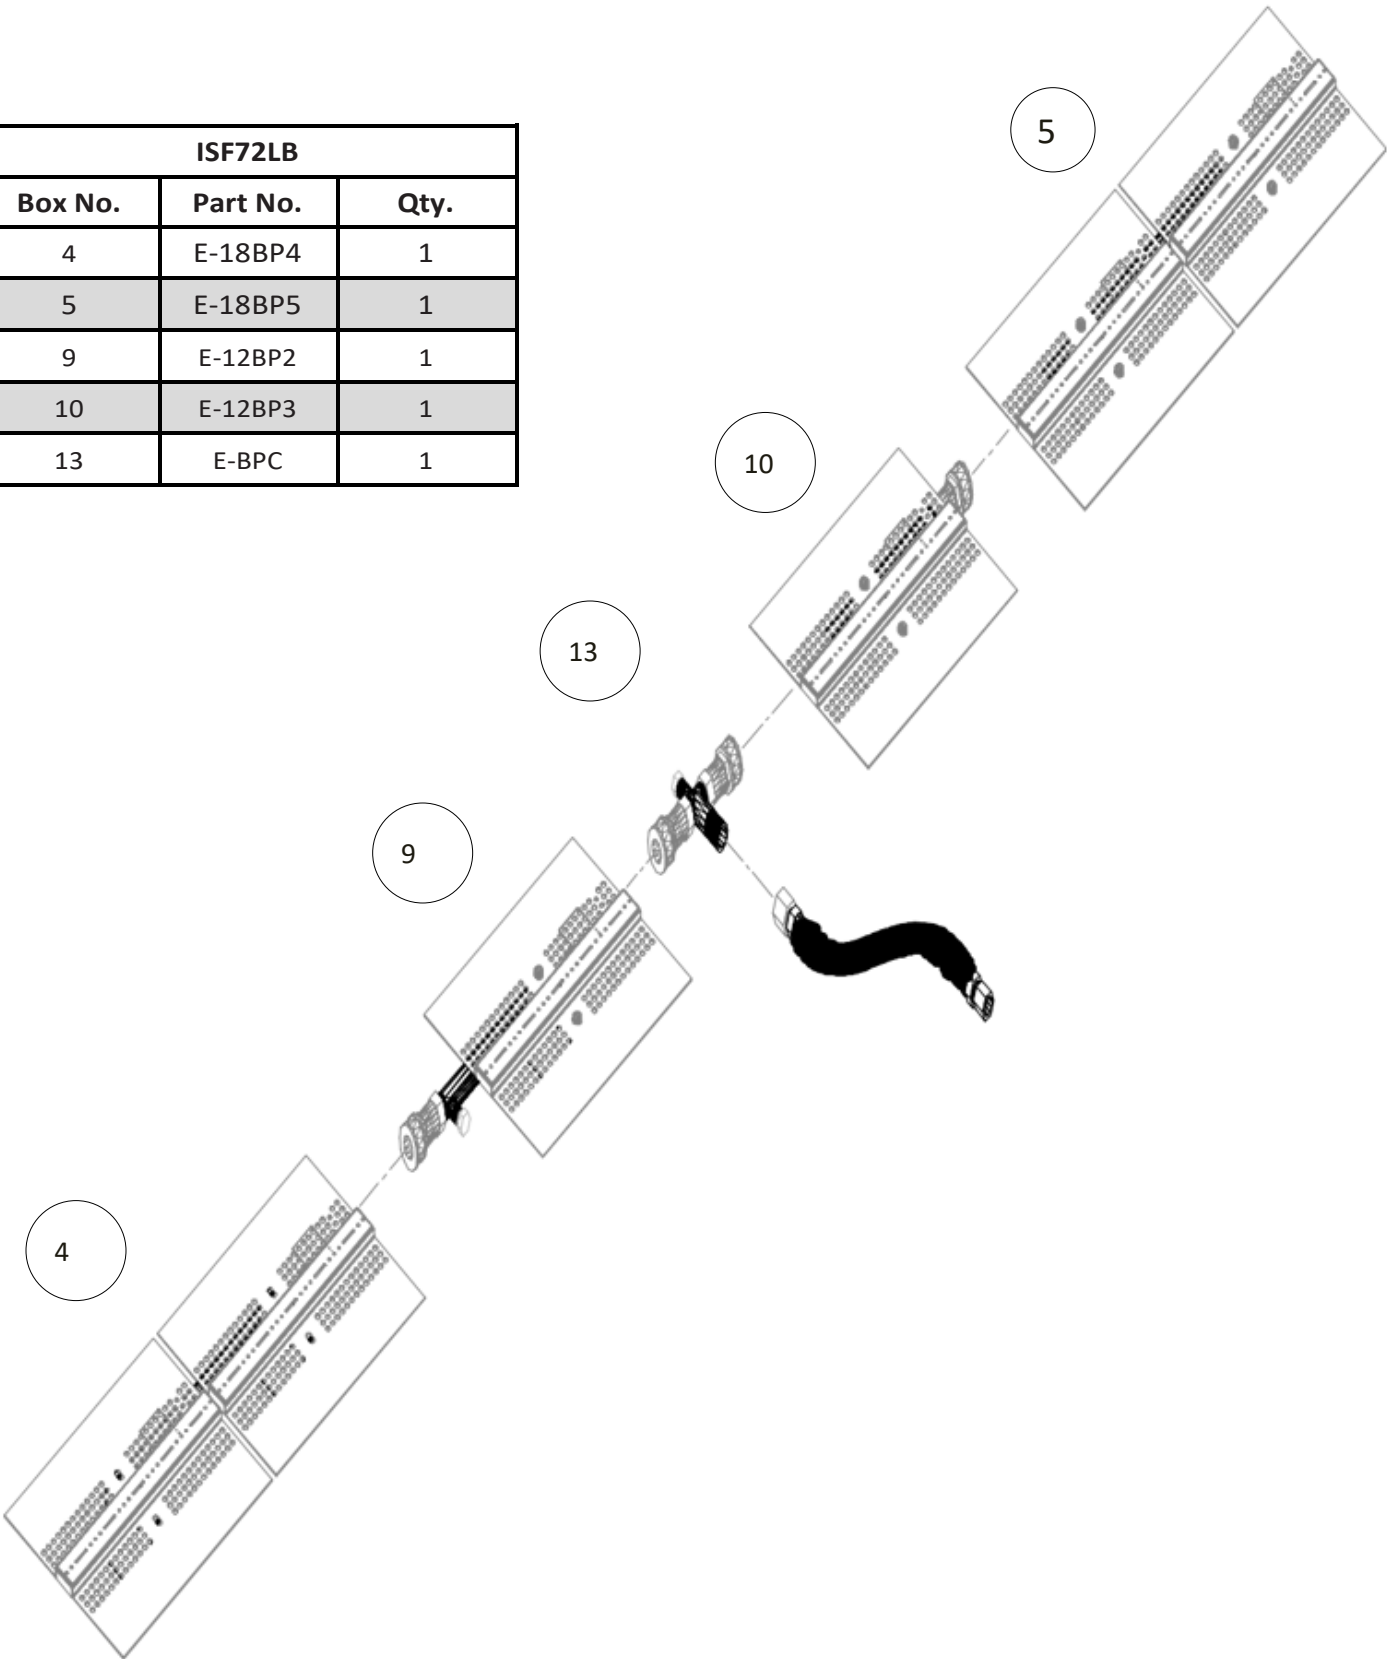 ISF72LB
Box No. Part No. Qty.
4 E-18BP4 1
5 E-18BP5 1
9 E-12BP2 1
10 E-12BP3 1
13 E-BPC 1
5
10
13
9
4